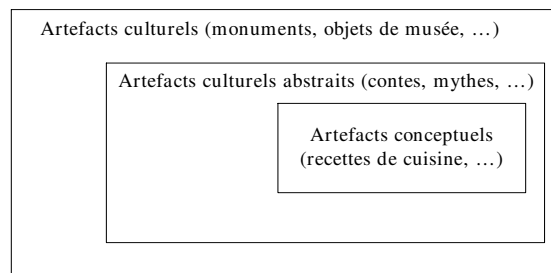 Artefacts culturels (monuments, objets de musée, …)
Artefacts culturels abstraits (contes, mythes, …)
Artefacts conceptuels
(recettes de cuisine, …)